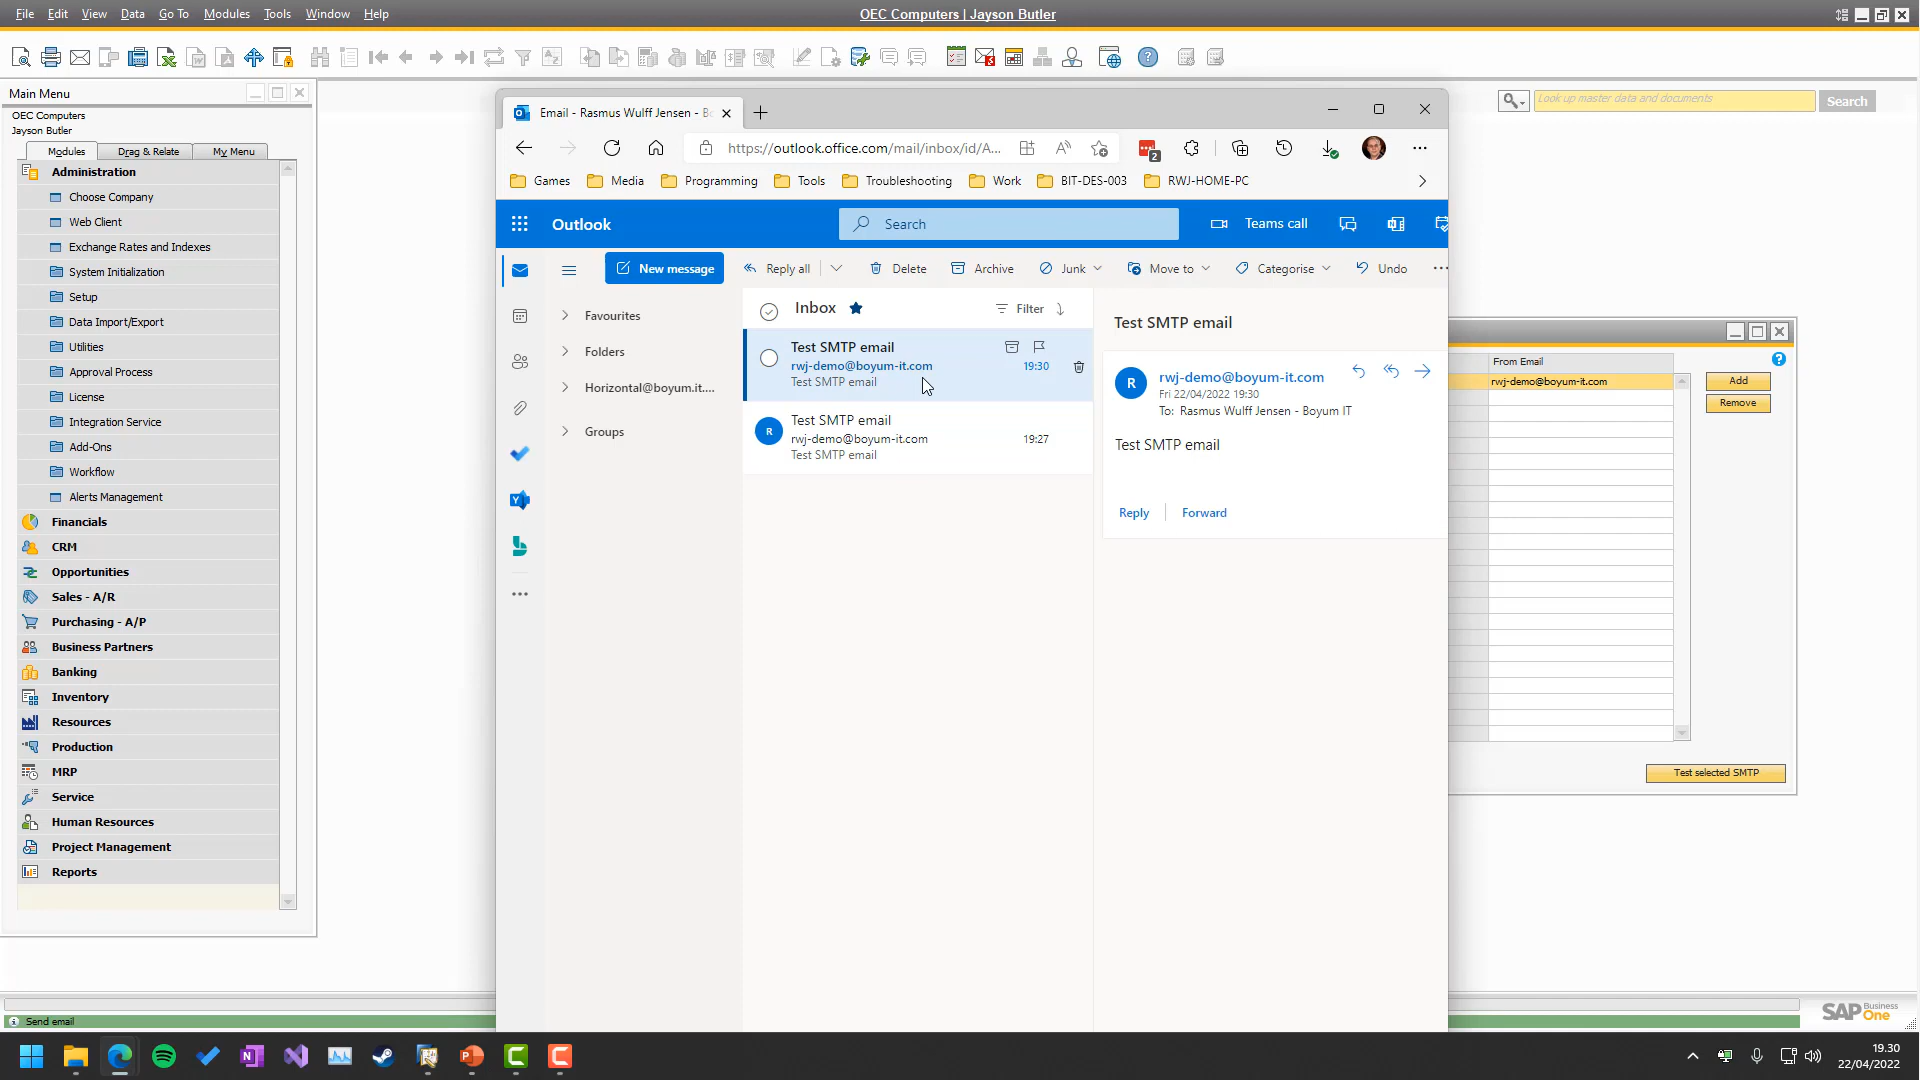 File Edit View Data Go To Modules Tools Window Help
OEC Computers | Jayson Butler
Main Menu
OEC Computers
Jayson Butler
Modules Drag & Relate My Menu
Administration
Choose Company
Web Client
Exchange Rates and Indexes
System Initialization
Setup
Data Import/Export
Utilities
Approval Process
License
Integration Service
Add-Ons
Workflow
Alerts Management
Financials
CRM
Opportunities
Sales - A/R
Purchasing - A/P
Business Partners
Banking
Inventory
Resources
Production
MRP
Service
Human Resources
Project Management
Reports
Look up master data and documents
Search
Email - Rasmus Wulff Jensen - Bo
https://outlook.office.com/mail/inbox/id/A...
2
Games Media Programming Tools Troubleshooting Work BIT-DES-003 RWJ-HOME-PC
Outlook
Search
Teams call
New message
Reply all Delete Archive Junk Move to Categorise Undo
Favourites
Folders
Horizontal@boyum.it....
Groups
Inbox
Filter
Test SMTP email
rwj-demo@boyum-it.com 19:30
Test SMTP email
R
Test SMTP email
rwj-demo@boyum-it.com 19:27
Test SMTP email
Test SMTP email
R
rwj-demo@boyum-it.com
Fri 22/04/2022 19:30
To: Rasmus Wulff Jensen - Boyum IT
Test SMTP email
Reply Forward
From Email
rwj-demo@boyum-it.com
Add
Remove
Test selected SMTP
Send email
SAP Business One
19.30
22/04/2022